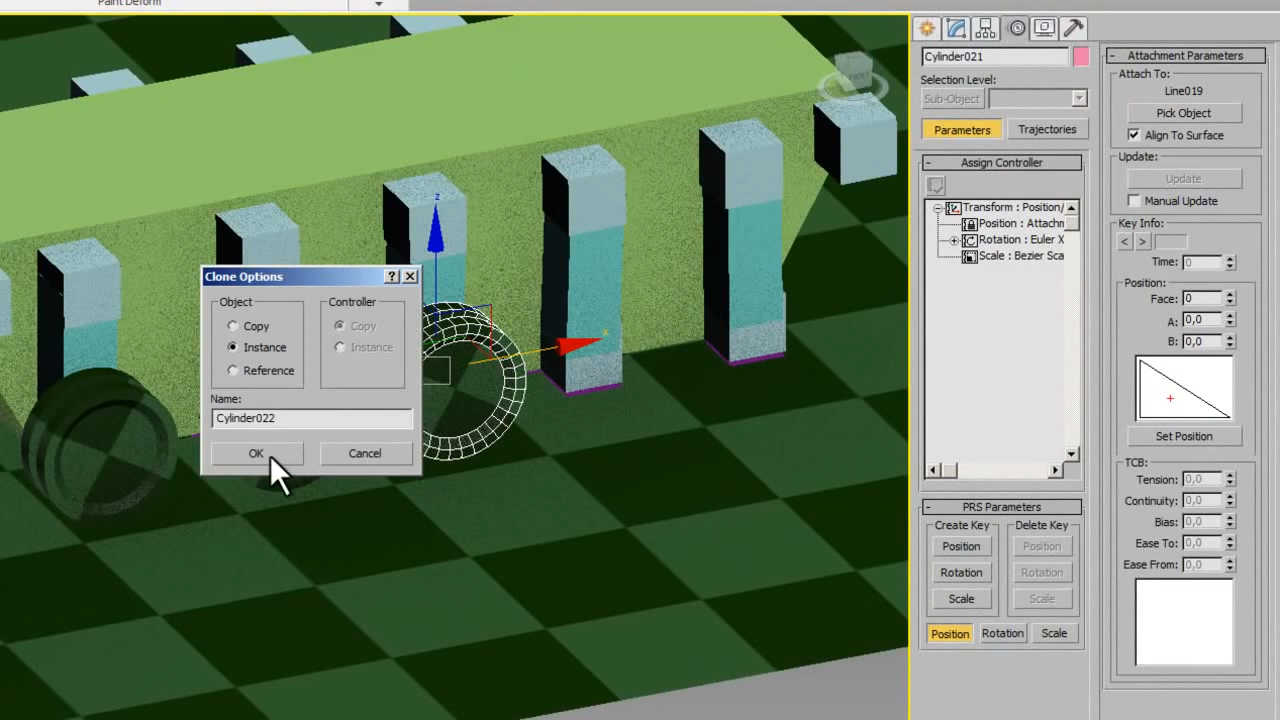 Paint Deform
Cylinder021
Selection Level:
Sub-Object
Parameters
Trajectories
- Assign Controller
Transform : Position/
Position : Attachm
Rotation : Euler X
Scale : Bezier Sca
- PRS Parameters
Create Key
Delete Key
Position
Position
Rotation
Rotation
Scale
Scale
Position
Rotation
Scale
- Attachment Parameters
Attach To:
Line019
Pick Object
Align To Surface
Update:
Update
Manual Update
Key Info:
< >
Time: 0
Position:
Face: 0
A: 0,0
B: 0,0
Set Position
TCB:
Tension: 0,0
Continuity: 0,0
Bias: 0,0
Ease To: 0,0
Ease From: 0,0
z
x
Clone Options
?
Object
Controller
Copy
Copy
Instance
Instance
Reference
Name:
Cylinder022
OK
Cancel